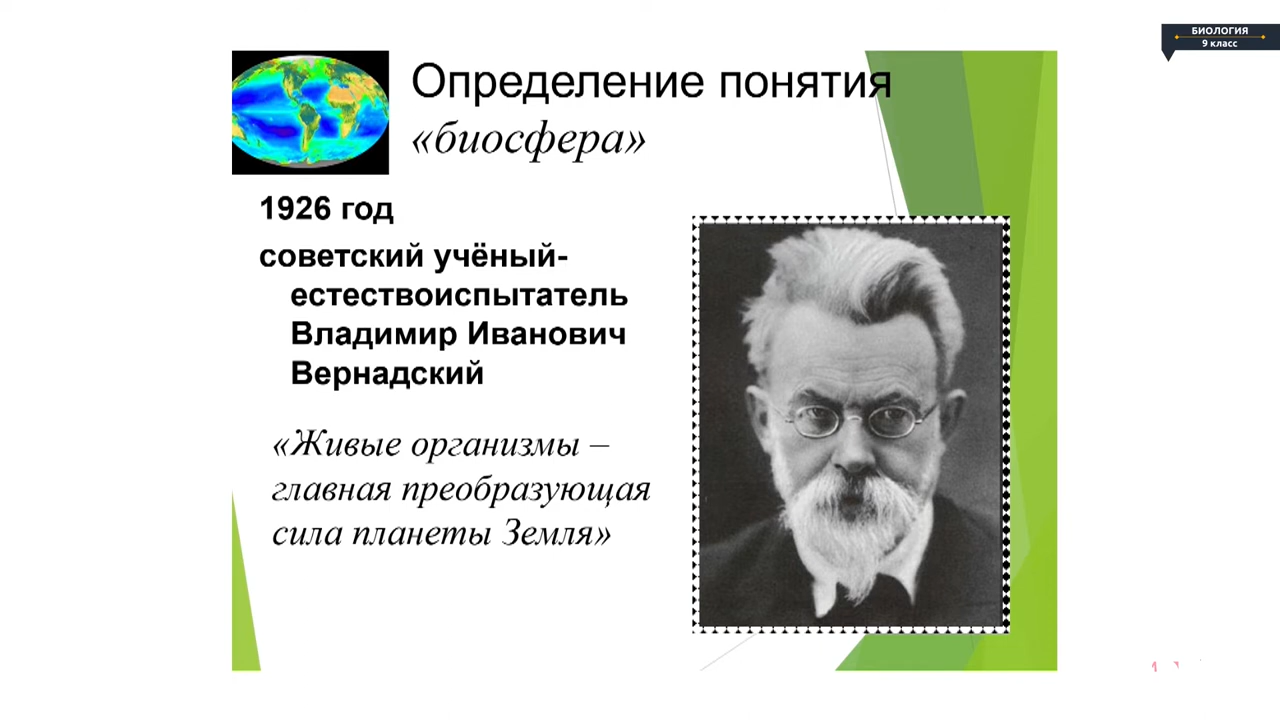 БИОЛОГИЯ
9 класс
Определение понятия
«биосфера»
1926 год
советский учёный-
естествоиспытатель
Владимир Иванович
Вернадский
«Живые организмы –
главная преобразующая
сила планеты Земля»